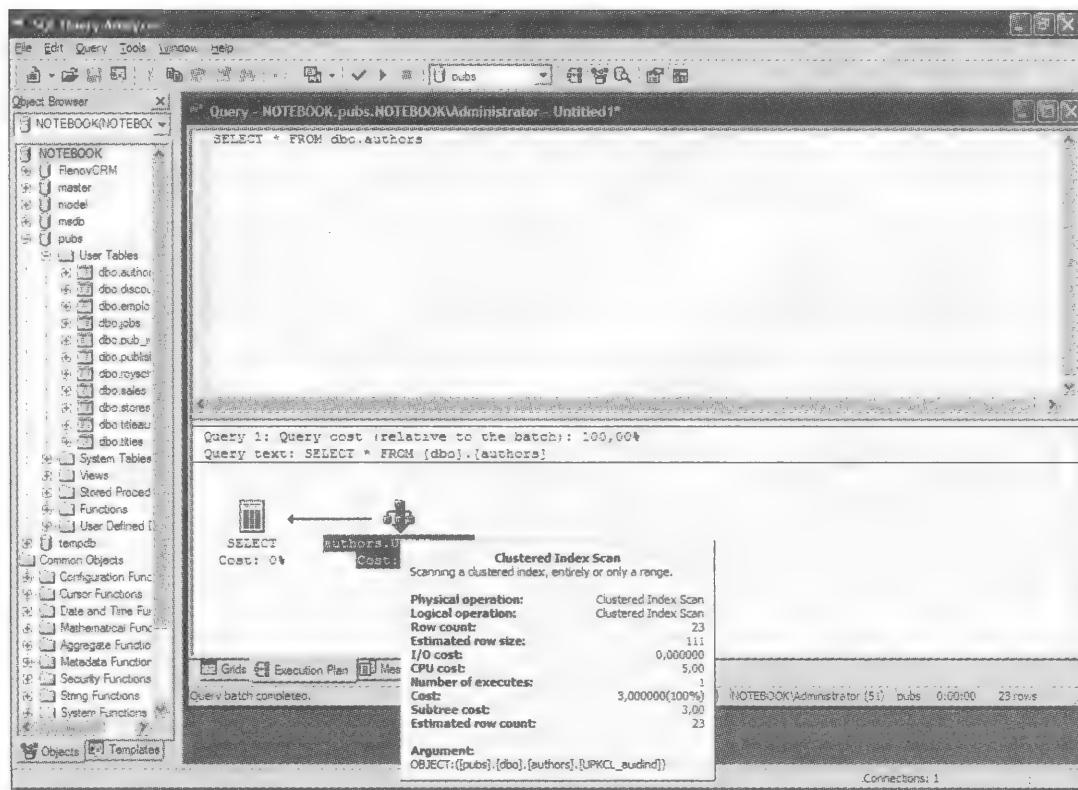 SQL Query Analyzer
File Edit Query Tools Window Help
pubs
Object Browser
NOTEBOOK(NOTEBO
NOTEBOOK
FlenovCRM
master
model
msdb
pubs
User Tables
dbo.author
dbo.discou
dbo.emplo
dbo.jobs
dbo.pub_
dbo.publis
dbo.roysch
dbo.sales
dbo.stores
dbo.titleau
dbo.titles
System Tables
Views
Stored Proced
Functions
User Defined
tempdb
Common Objects
Configuration Func
Cursor Functions
Date and Time Fu
Mathematical Func
Aggregate Functio
Metadata Function
Security Functions
String Functions
System Functions
Objects Templates
Query - NOTEBOOK.pubs.NOTEBOOK\Administrator - Untitled1*
SELECT * FROM dbo.authors
Query 1: Query cost (relative to the batch): 100,00%
Query text: SELECT * FROM [dbo].[authors]
SELECT
Cost: 0%
authors.U
Cost:
Clustered Index Scan
Scanning a clustered index, entirely or only a range.
Physical operation: Clustered Index Scan
Logical operation: Clustered Index Scan
Row count: 23
Estimated row size: 111
I/O cost: 0,000000
CPU cost: 5,00
Number of executes: 1
Cost: 3,000000(100%)
Subtree cost: 3,00
Estimated row count: 23
Argument:
OBJECT:([pubs].[dbo].[authors].[UPKCL_audind])
Grids Execution Plan Mes
Query batch completed. NOTEBOOK\Administrator (51) pubs 0:00:00 23 rows
Connections: 1